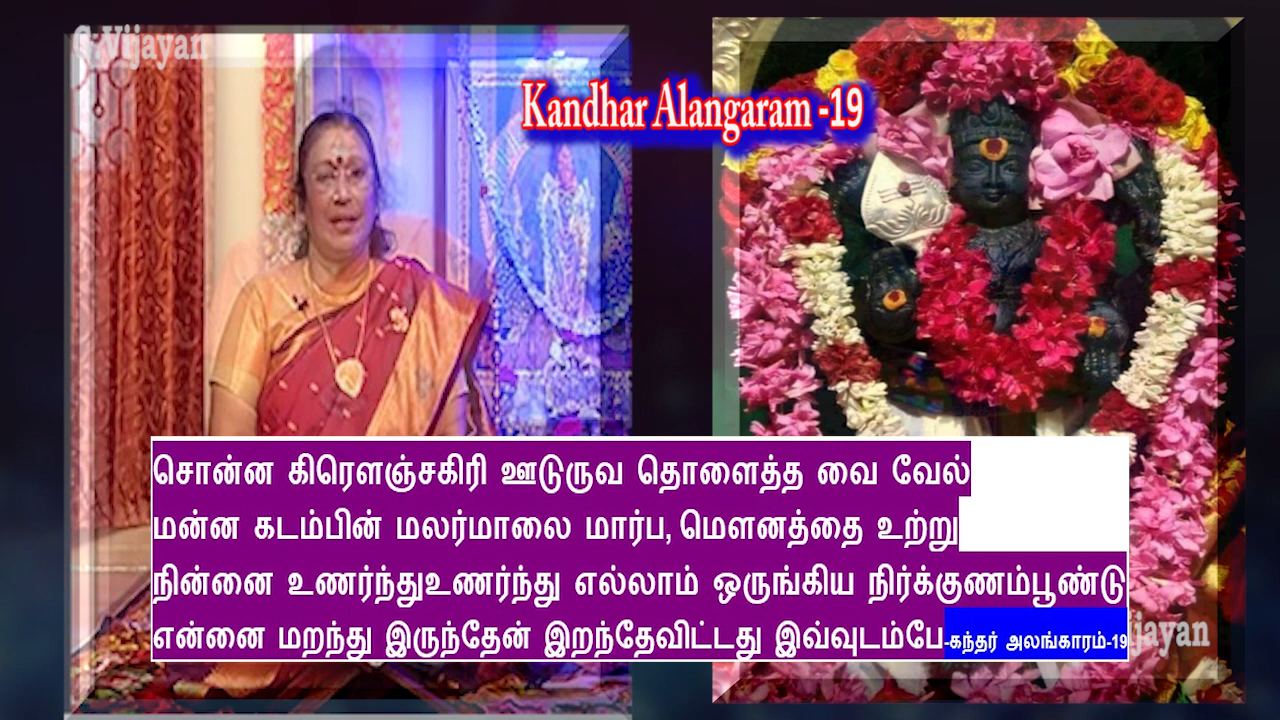 S. Vijayan
Kandhar Alangaram -19
சொன்ன கிரௌஞ்சகிரி ஊடுருவ தொளைத்த வை வேல்
மன்ன கடம்பின் மலர்மாலை மார்ப, மௌனத்தை உற்று
நின்னை உணர்ந்துஉணர்ந்து எல்லாம் ஒருங்கிய நிர்க்குணம்பூண்டு
என்னை மறந்து இருந்தேன் இறந்தேவிட்டது இவ்வுடம்பே-கந்தர் அலங்காரம்-19